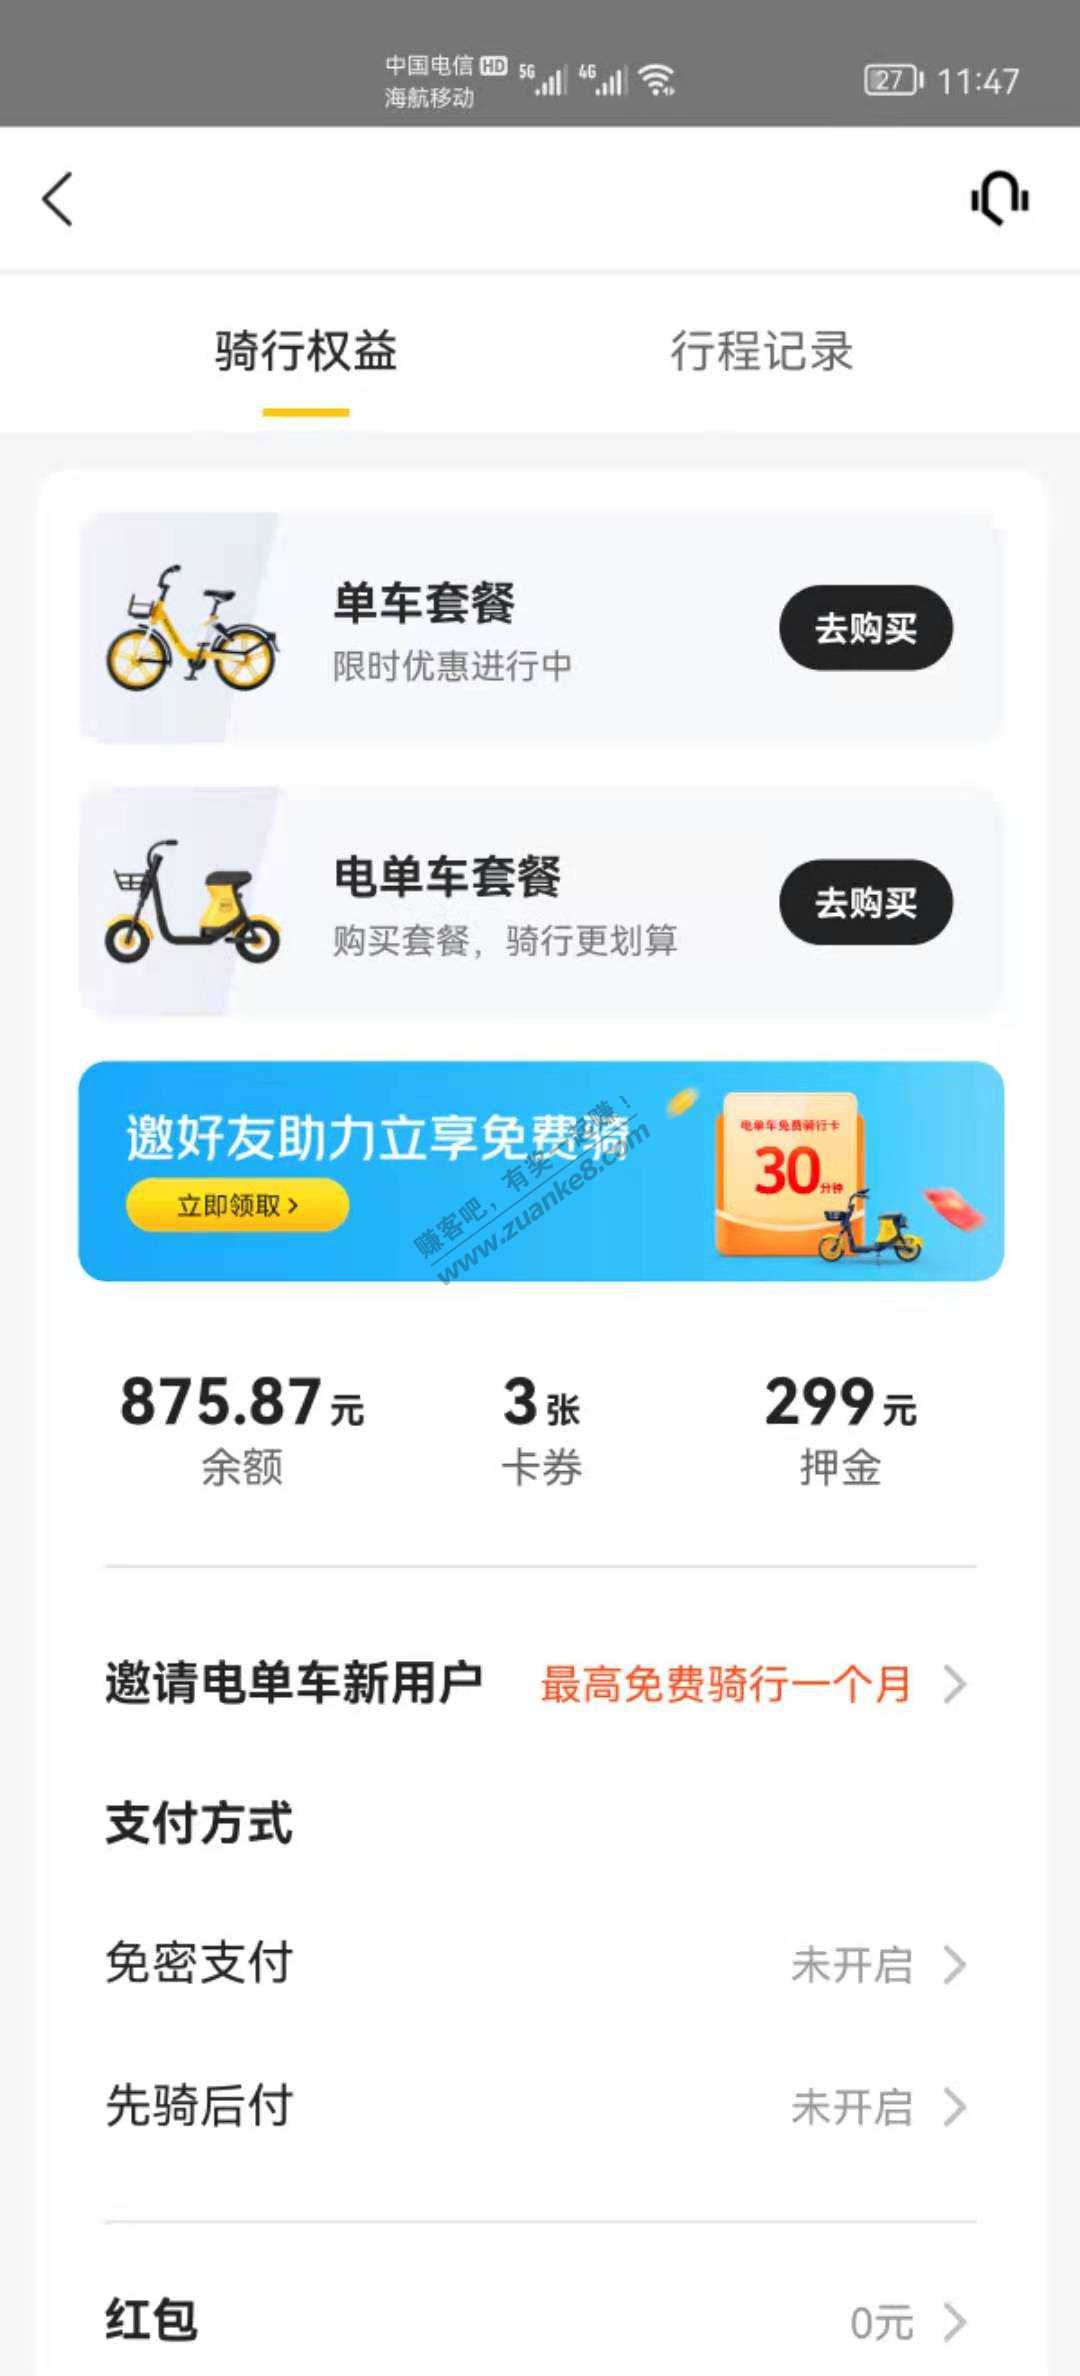 中国电信 HD 5G 4G 27 11:47
海航移动
骑行权益 行程记录
单车套餐
限时优惠进行中
去购买
电单车套餐
购买套餐，骑行更划算
去购买
邀好友助力立享免费骑
立即领取 >
电单车免费骑行卡
30分钟
赚客吧，有奖一起赚！
www.zuanke8.com
875.87元 3张 299元
余额 卡券 押金
邀请电单车新用户 最高免费骑行一个月
支付方式
免密支付 未开启
先骑后付 未开启
红包 0元